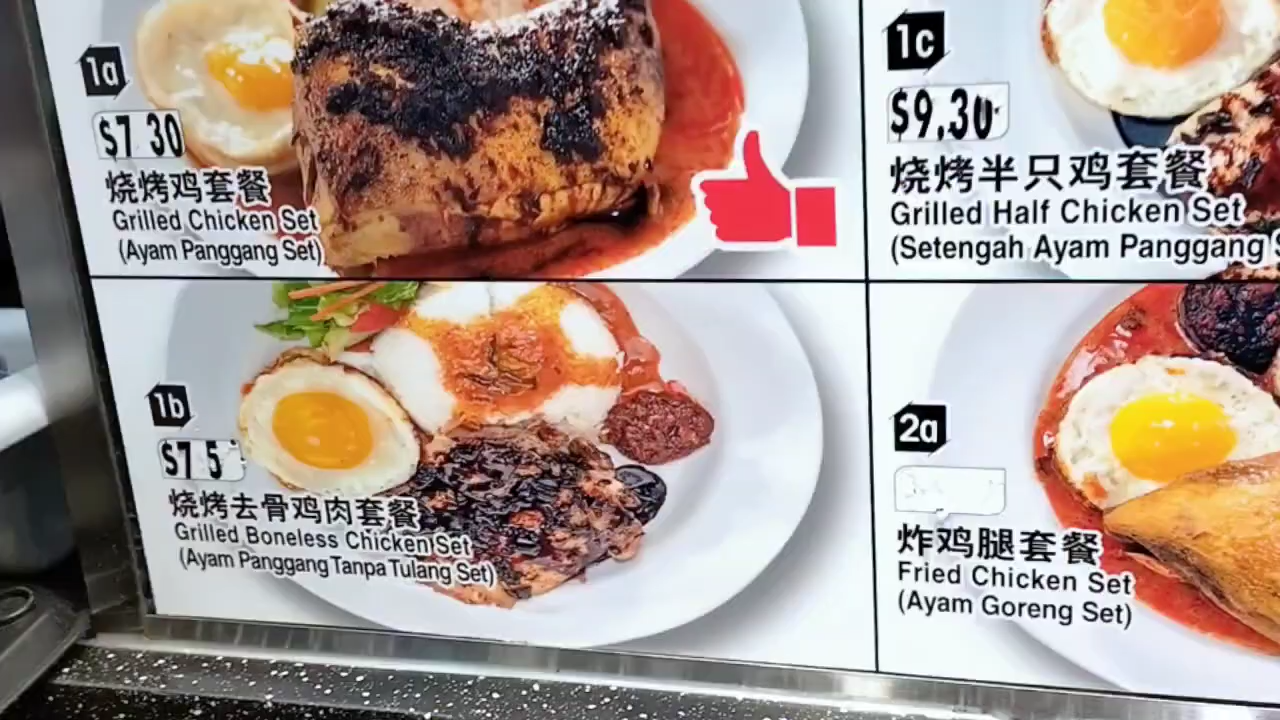 1a
$7 30
烧烤鸡套餐
Grilled Chicken Set
(Ayam Panggang Set)
1c
$9.30
烧烤半只鸡套餐
Grilled Half Chicken Set
(Setengah Ayam Panggang
1b
$7 5
烧烤去骨鸡肉套餐
Grilled Boneless Chicken Set
(Ayam Panggang Tanpa Tulang Set)
2a
炸鸡腿套餐
Fried Chicken Set
(Ayam Goreng Set)